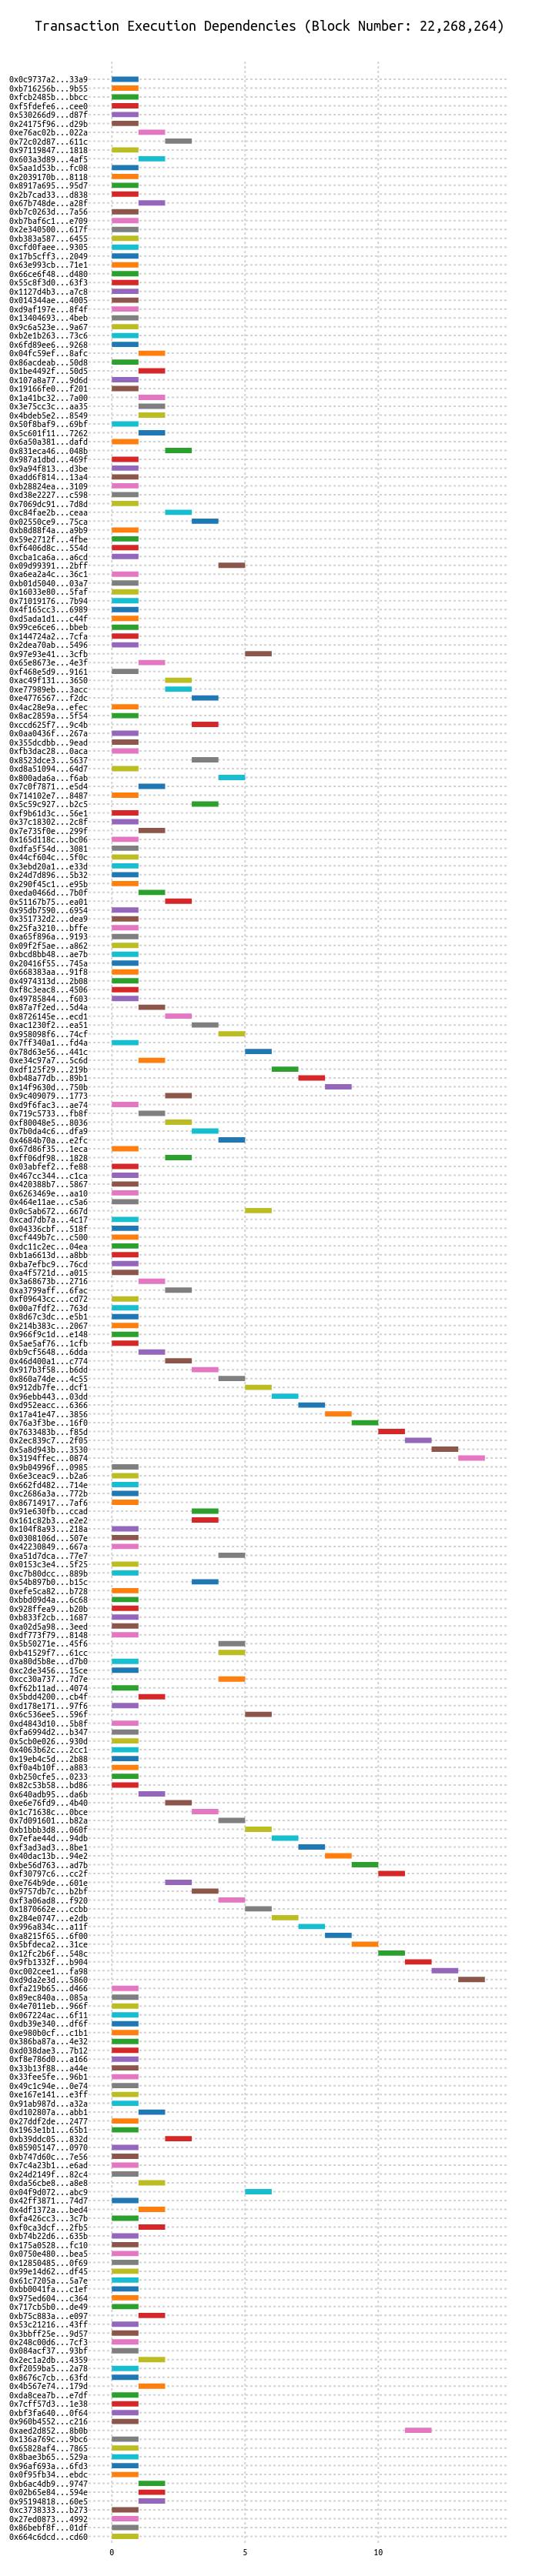 Transaction Execution Dependencies (Block Number: 22,268,264)
0x0c9737a2...33a9
0xb716256b...9b55
0xfcb2485b...bbcc
0xf5fdefe6...cee0
0x530266d9...d87f
0x24175f96...d29b
0xe76ac02b...022a
0x72c02d87...611c
0x97119847...1818
0x603a3d89...4af5
0x5aa1d53b...fc08
0x2039170b...8118
0x8917a695...95d7
0x2b7cad33...d838
0x67b748de...a28f
0xb7c0263d...7a56
0xb7baf6c1...e709
0x2e340500...617f
0xb383a587...6455
0xcfd0faee...9305
0x17b5cff3...2049
0x63e993cb...71e1
0x66ce6f48...d480
0x55c8f3d0...63f3
0x1127d4b3...a7c8
0x014344ae...4005
0xd9af197e...8f4f
0x13404693...4beb
0x9c6a523e...9a67
0xb2e1b263...73c6
0x6fd89ee6...9268
0x04fc59ef...8afc
0x86acdeab...50d8
0x1be4492f...50d5
0x107a8a77...9d6d
0x19166fe0...f201
0x1a41bc32...7a00
0x3e75cc3c...aa35
0x4bdeb5e2...8549
0x50f8baf9...69bf
0x5c601f11...7262
0x6a50a381...dafd
0x831eca46...048b
0x987a1dbd...469f
0x9a94f813...d3be
0xadd6f814...13a4
0xb28824ea...3109
0xd38e2227...c598
0x7069dc91...7d8d
0xc84fae2b...ceaa
0x02550ce9...75ca
0xb8d88f4a...a9b9
0x59e2712f...4fbe
0xf6406d8c...554d
0xcba1ca6a...a6cd
0x09d99391...2bff
0xa6ea2a4c...36c1
0xb01d5040...03a7
0x16033e80...5faf
0x71019176...7b94
0x4f165cc3...6989
0xd5ada1d1...c44f
0x99ce6ce6...bbeb
0x144724a2...7cfa
0x2dea70ab...5496
0x97e93e41...3cfb
0x65e8673e...4e3f
0xf468e5d9...9161
0xac49f131...3650
0xe77989eb...3acc
0xe4776567...f2dc
0x4ac28e9a...efec
0x8ac2859a...5f54
0xccd625f7...9c4b
0x0aa0436f...267a
0x355dcdbb...9ead
0xfb3dac28...0aca
0x8523dce3...5637
0xd8a51094...64d7
0x800ada6a...f6ab
0x7c0f7871...e5d4
0x714102e7...8487
0x5c59c927...b2c5
0xf9b61d3c...56e1
0x37c18302...2c8f
0x7e735f0e...299f
0x165d118c...bc06
0xdfa5f54d...3081
0x44cf604c...5f0c
0x3ebd20a1...e33d
0x24d7d896...5b32
0x290f45c1...e95b
0xeda0466d...7b0f
0x51167b75...ea01
0x95db7590...6954
0x351732d2...dea9
0x25fa3210...bffe
0xa65f896a...9193
0x09f2f5ae...a862
0xbcd8bb48...ae7b
0x20416f55...745a
0x668383aa...91f8
0x4974313d...2b08
0xf8c3eac8...4506
0x49785844...f603
0x87a7f2ed...5d4a
0x8726145e...ecd1
0xac1230f2...ea51
0x958098f6...74cf
0x7ff340a1...fd4a
0x78d63e56...441c
0xe34c97a7...5c6d
0xdf125f29...219b
0xb48a77db...89b1
0x14f9630d...750b
0x9c409079...1773
0xd9f6fac3...ae74
0x719c5733...fb8f
0xf80048e5...8036
0x7b0da4c6...dfa9
0x4684b70a...e2fc
0x67d86f35...1eca
0xff06df98...1828
0x03abfef2...fe88
0x467cc344...c1ca
0x420388b7...5867
0x6263469e...aa10
0x464e11ae...c5a6
0x0c5ab672...667d
0xcad7db7a...4c17
0x04336cbf...518f
0xcf449b7c...c500
0xdc11c2ec...04ea
0xb1a6613d...a8bb
0xba7efbc9...76cd
0xa4f5721d...a015
0x3a68673b...2716
0xa3799aff...6fac
0xf09643cc...cd72
0x00a7fdf2...763d
0x8d67c3dc...e5b1
0x214b383c...2067
0x966f9c1d...e148
0x5ae5af76...1cfb
0xb9cf5648...6dda
0x46d400a1...c774
0x917b3f58...b6dd
0x860a74de...4c55
0x912db7fe...dcf1
0x96ebb443...03dd
0xd952eacc...6366
0x17a41e47...3856
0x76a3f3be...16f0
0x7633483b...f85d
0x2ec839c7...2f05
0x5a8d943b...3530
0x3194ffec...0874
0x9b04996f...0985
0x6e3ceac9...b2a6
0x662fd482...714e
0xc2686a3a...772b
0x86714917...7af6
0x91e630fb...ccad
0x161c82b3...e2e2
0x104f8a93...218a
0x0308106d...507e
0x42230849...667a
0xa51d7dca...77e7
0x0153c3e4...5f25
0xc7b80dcc...889b
0x54b897b0...b15c
0xefe5ca82...b728
0xbbd09d4a...6c68
0x928ffea9...b20b
0xb833f2cb...1687
0xa02d5a98...3eed
0xdf773f79...8148
0x5b50271e...45f6
0xb41529f7...61cc
0xa80d5b8e...d7b0
0xc2de3456...15ce
0xcc30a737...7d7e
0xf62b11ad...4074
0x5bdd4200...cb4f
0xd178e171...97f6
0x6c536ee5...596f
0xd4843d10...5b8f
0xfa6994d2...b347
0x5cb0e026...930d
0x4063b62...2cc1
0x19eb4c5d...2b88
0xf0a4b10f...a883
0xb250cfe5...0233
0x82c53b58...bd86
0x640adb95...da6b
0xe6e76fd9...4b40
0x1c71638c...0bce
0x7d091601...b82a
0xb1bbb3d8...060f
0x7efae44d...94db
0xf3ad3ad3...8be1
0x40dac13b...94e2
0xbe56d763...ad7b
0xf30797c6...cc2f
0xe764b9de...601e
0x9757db7c...b2bf
0xf3a06ad8...f920
0x1870662e...ccbb
0x284e0747...e2db
0x996a834c...a11f
0xa8215f65...6f00
0x5bfdeca2...31ce
0x12fc2b6f...548c
0x9fb1332f...b904
0xc002cee1...fa98
0xd9da2e3d...5860
0xfa219b65...d466
0x89ec840a...085a
0x4e7011eb...966f
0x067224ac...6f11
0xdb39e340...df6f
0xe980b0cf...c1b1
0x386ba87a...4e32
0xd038dae3...7b12
0xf8e786d0...a166
0x33b13f88...a44e
0x33fee5fe...96b1
0x49c1c94e...0e74
0xe167e141...e3ff
0x91ab987d...a32a
0xd102807a...abb1
0x27ddf2de...2477
0x1963e1b1...65b1
0xb39ddc05...832d
0x85905147...0970
0xb747d60c...7e56
0x7c4a23b1...e6ad
0x24d2149f...82c4
0xda56cbe8...a8e8
0x04f9d072...abc9
0x42ff3871...74d7
0x4df1372a...bed4
0xfa426cc3...3c7b
0xf0ca3dcf...2fb5
0xb74b22d6...635b
0x175a0528...fc10
0x0750e480...bea5
0x12850485...0f69
0x99e14d62...df45
0x61c7205a...5a7e
0xbb0041fa...c1ef
0x975ed604...c364
0x717cb5b0...de49
0xb75c883a...e097
0x53c21216...43ff
0x3bbff25e...9d57
0x248c00d6...7cf3
0x084acf37...93bf
0x2ec1a2db...4359
0xf2059ba5...2a78
0x8676c7cb...63fd
0x4b567e74...179d
0xda8cea7b...e7df
0x7cff57d3...1e38
0xbf3fa640...0f64
0x960b4552...c216
0xaed2d852...8b0b
0x136a769c...9bc6
0x65828af4...7865
0x8bae3b65...529a
0x96af693a...6fd3
0x0f95fb34...ebdc
0xb6ac4db9...9747
0x02b65e84...594e
0x95194818...60e5
0xc3738333...b273
0x27ed0873...4992
0x86bebf8f...01df
0x664c6dcd...cd60
0 5 10